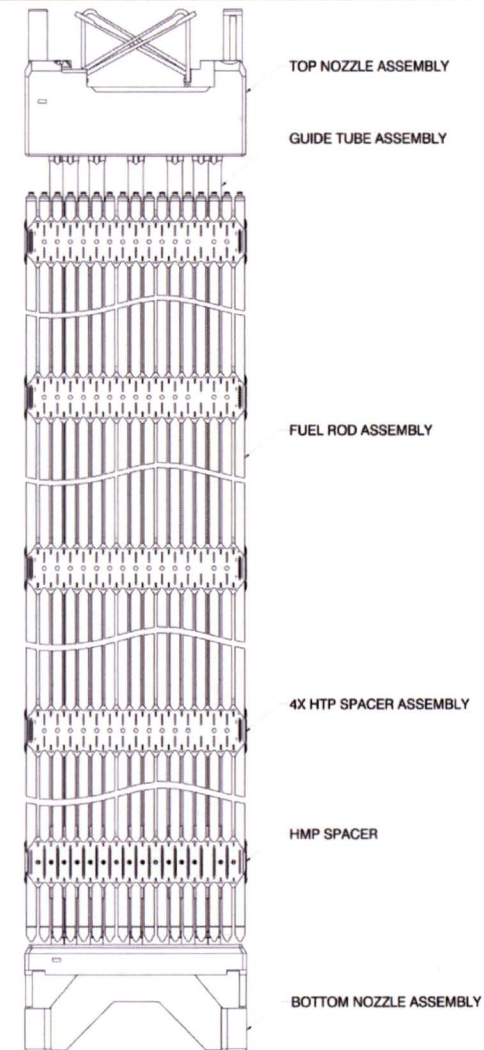 TOP NOZZLE ASSEMBLY
GUIDE TUBE ASSEMBLY
FUEL ROD ASSEMBLY
4X HTP SPACER ASSEMBLY
HMP SPACER
BOTTOM NOZZLE ASSEMBLY